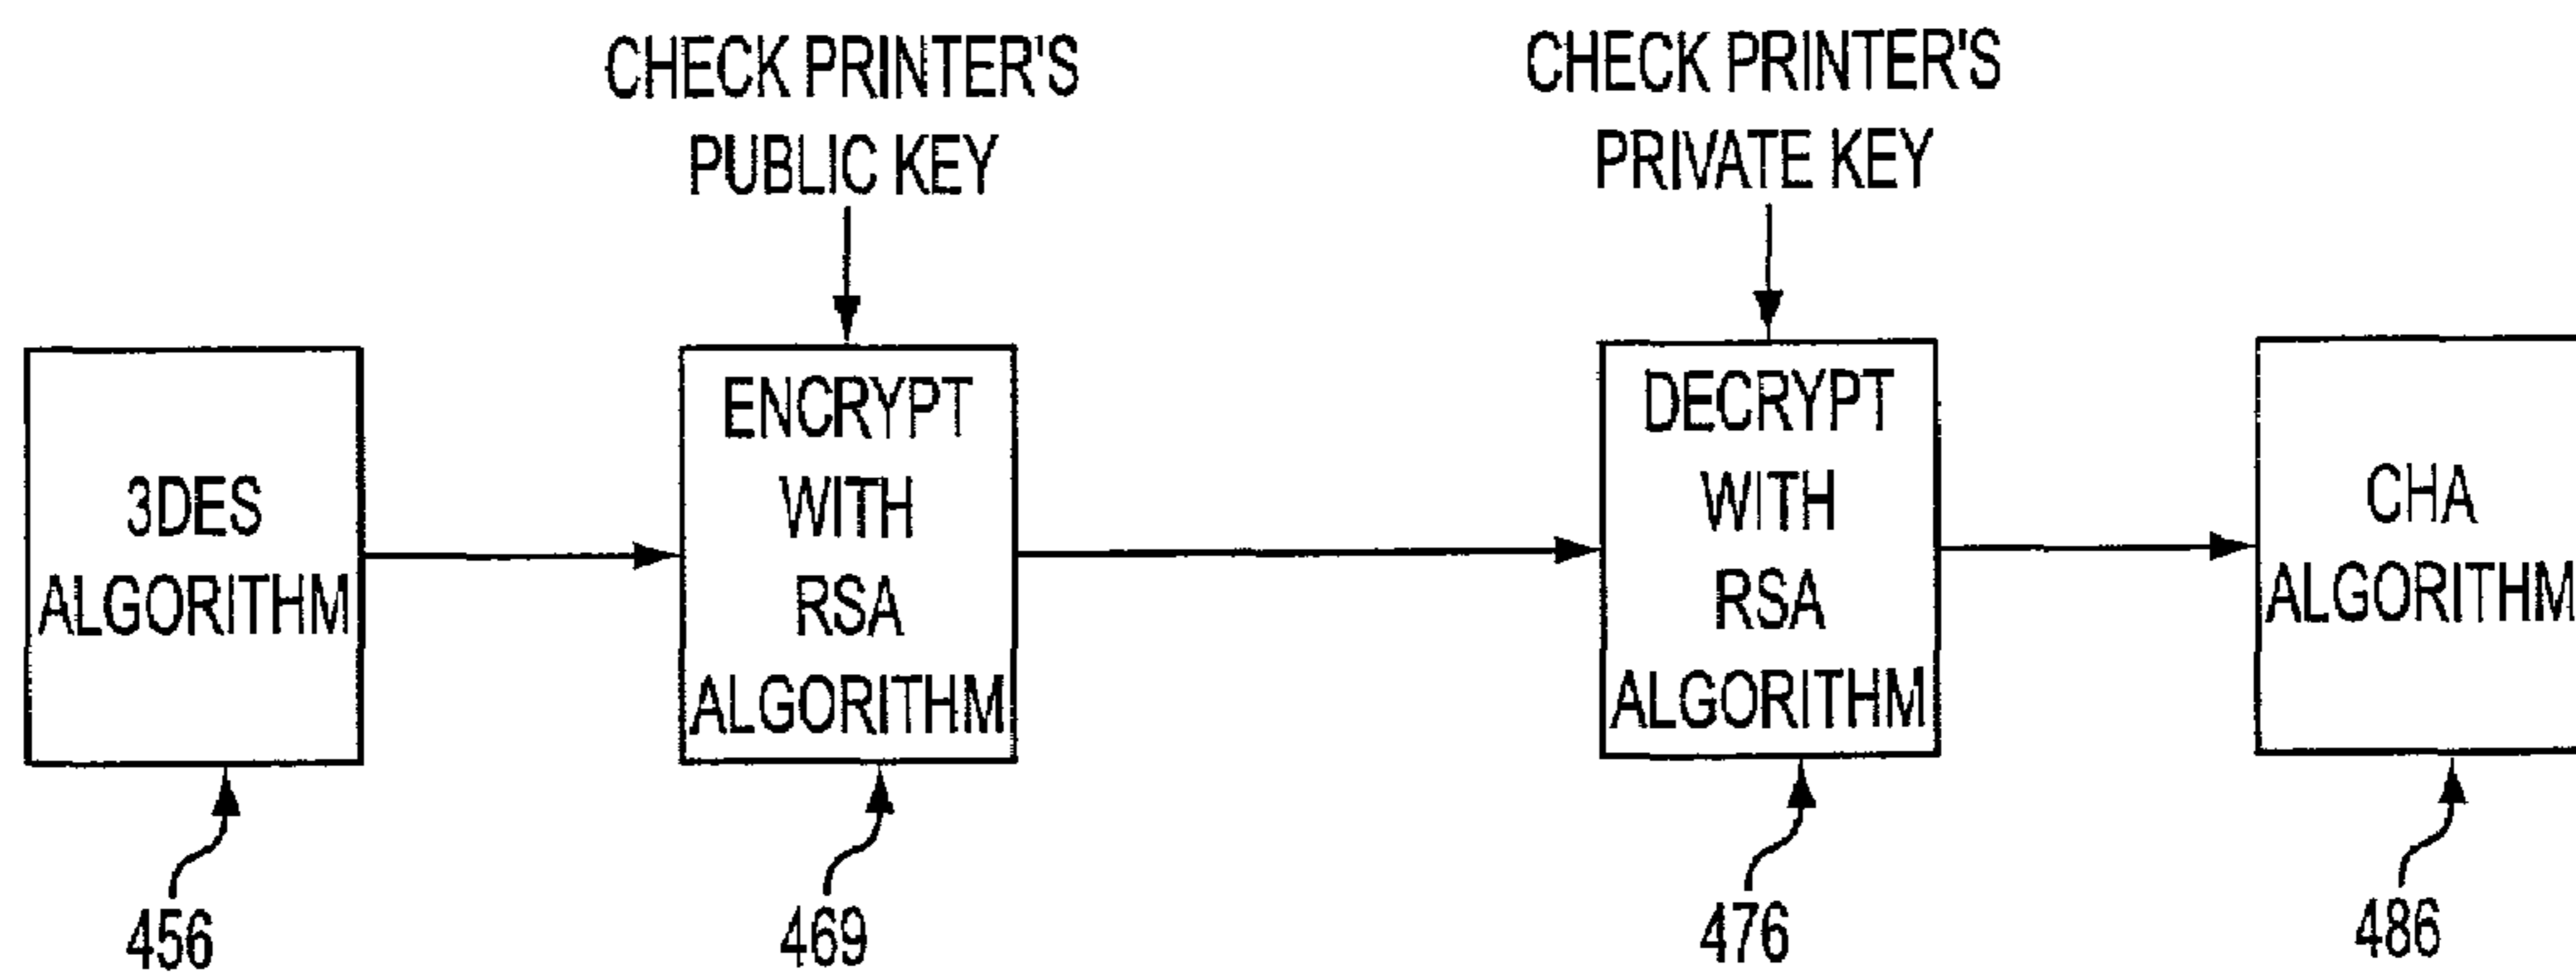 CHECK PRINTER'S
PUBLIC KEY
CHECK PRINTER'S
PRIVATE KEY
3DES
ALGORITHM
ENCRYPT
WITH
RSA
ALGORITHM
DECRYPT
WITH
RSA
ALGORITHM
CHA
ALGORITHM
456
469
476
486